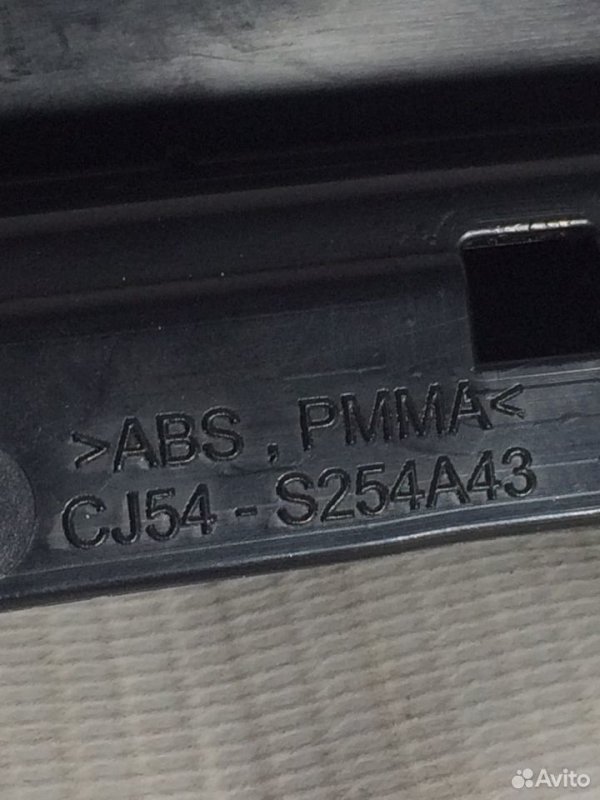 >ABS , PMMA<
CJ54 - S254A43
Avito